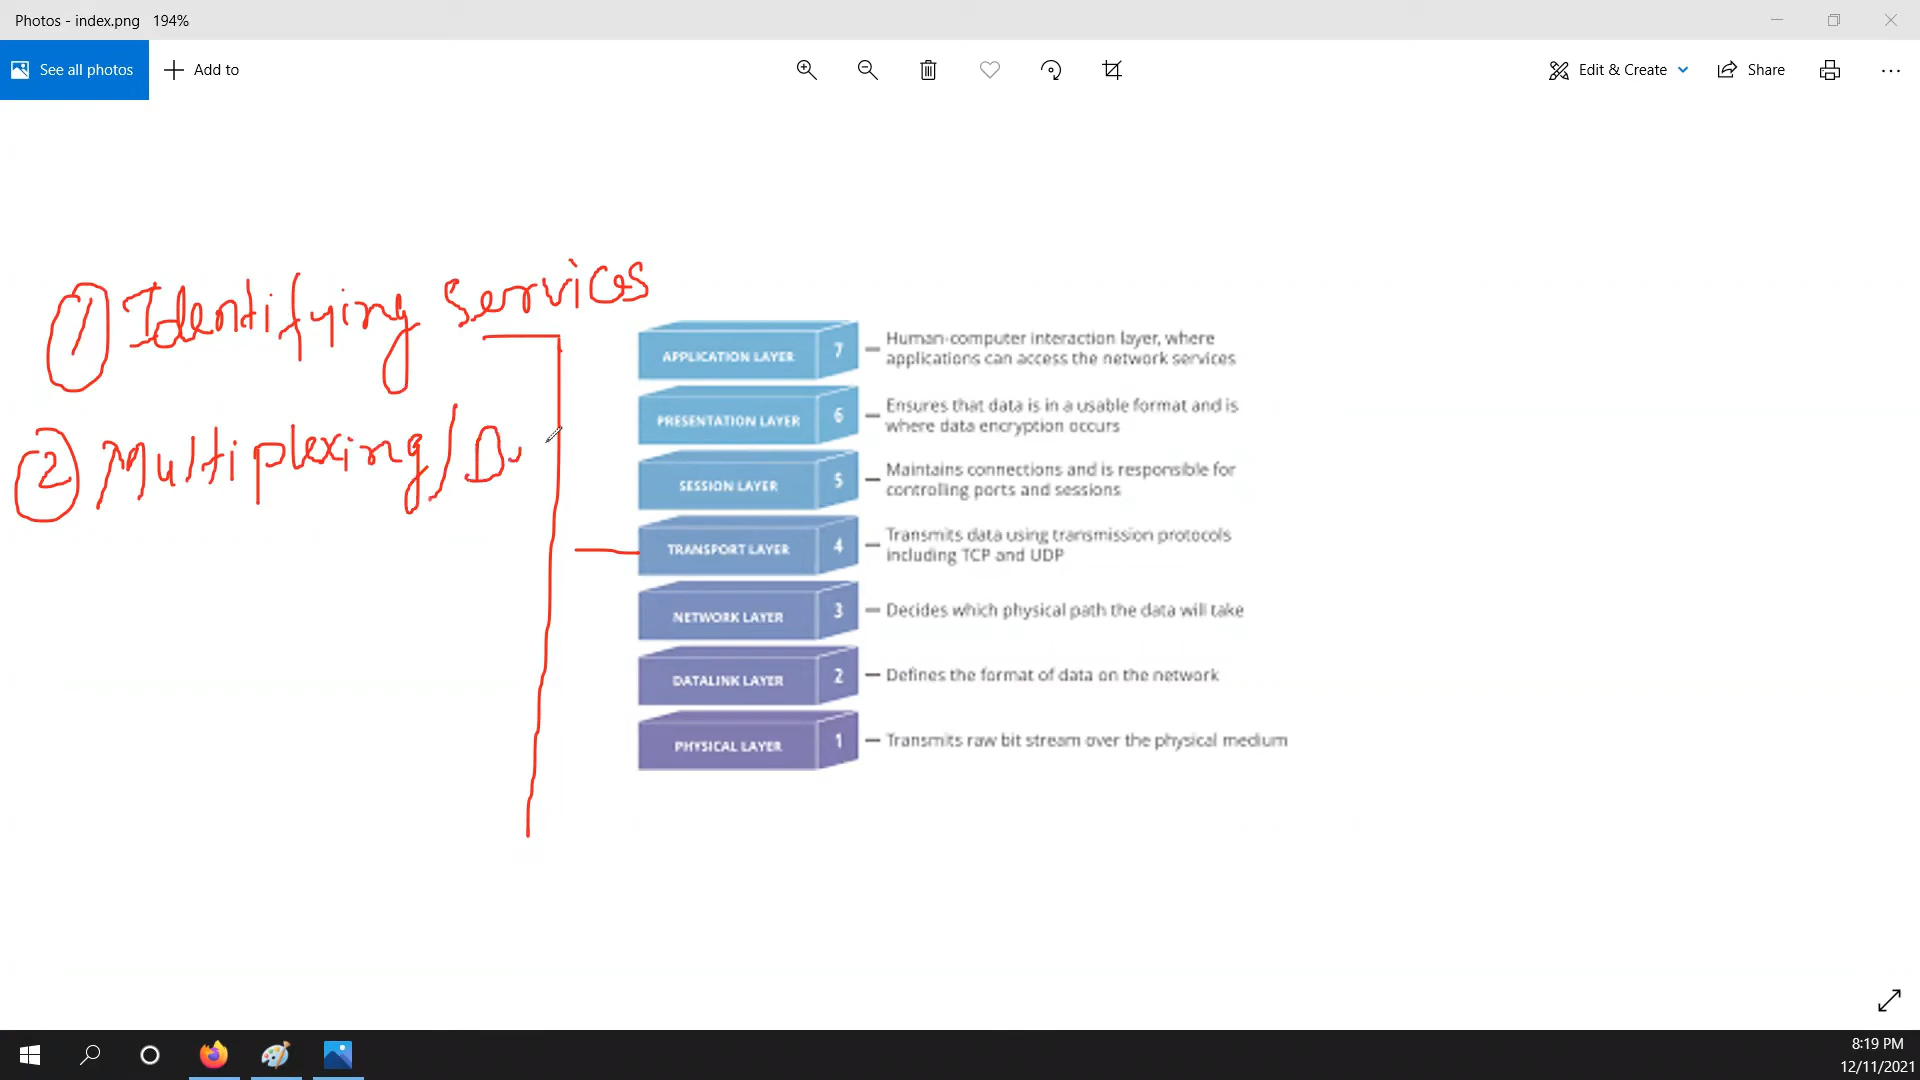 Photos - index.png 194%
See all photos
Add to
Edit & Create
Share
1 Identifying Services
2 Multiplexing/D
APPLICATION LAYER 7
Human-computer interaction layer, where
applications can access the network services
PRESENTATION LAYER 6
Ensures that data is in a usable format and is
where data encryption occurs
SESSION LAYER 5
Maintains connections and is responsible for
controlling ports and sessions
TRANSPORT LAYER 4
Transmits data using transmission protocols
including TCP and UDP
NETWORK LAYER 3
Decides which physical path the data will take
DATALINK LAYER 2
Defines the format of data on the network
PHYSICAL LAYER 1
Transmits raw bit stream over the physical medium
8:19 PM
12/11/2021